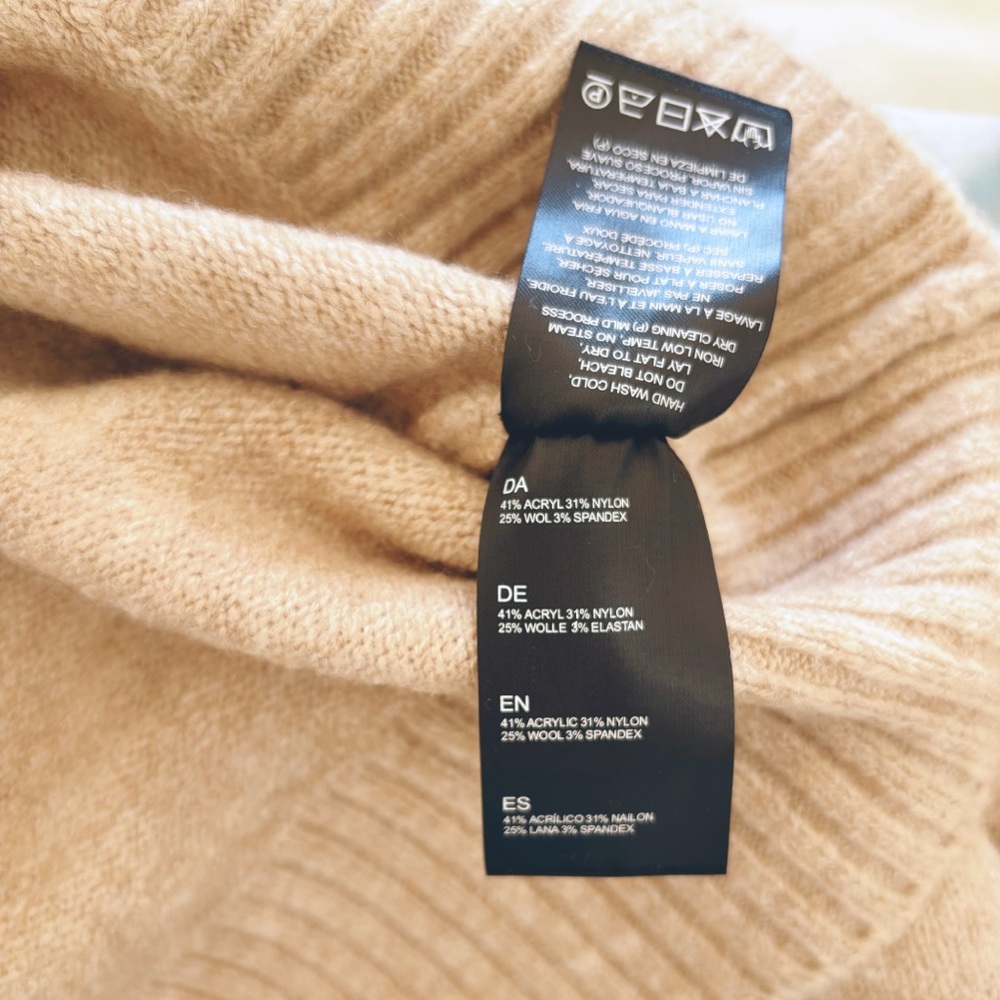 HAND WASH COLD,
DO NOT BLEACH,
LAY FLAT TO DRY,
IRON LOW TEMP, NO STEAM
DRY CLEANING (P) MILD PROCESS
LAVAGE À LA MAIN ET À L'EAU FROIDE.
NE PAS JAVELLISER.
POSER À PLAT POUR SÉCHER.
REPASSER À BASSE TEMPÉRATURE.
SANS VAPEUR. NETTOYAGE À
SEC (P) PROCÉDÉ DOUX
LAVAR A MANO EN AGUA FRIA
NO USAR BLANQUEADOR.
EXTENDER PARA SECAR.
PLANCHAR A BAJA TEMPERATURA,
SIN VAPOR. PROCESO SUAVE
DE LIMPIEZA EN SECO (P)
P
DA
41% ACRYL 31% NYLON
25% WOL 3% SPANDEX
DE
41% ACRYL 31% NYLON
25% WOLLE 3% ELASTAN
EN
41% ACRYLIC 31% NYLON
25% WOOL 3% SPANDEX
ES
41% ACRÍLICO 31% NAILON
25% LANA 3% SPANDEX